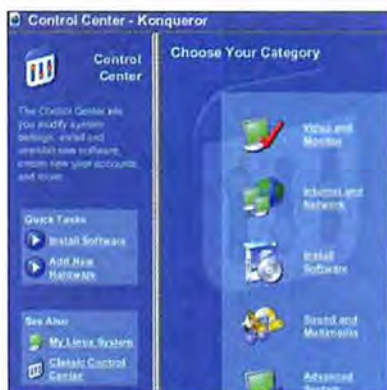 Control Center - Konqueror
Control
Center
The Control Center lets
you modify system
settings, install and
uninstall new software,
create new user accounts,
and more.
Quick Tasks
Install Software
Add New
Hardware
See Also
My Linux System
Classic Control
Center
Choose Your Category
Video and
Monitor
Internet and
Network
Install
Software
Sound and
Multimedia
Advanced
System